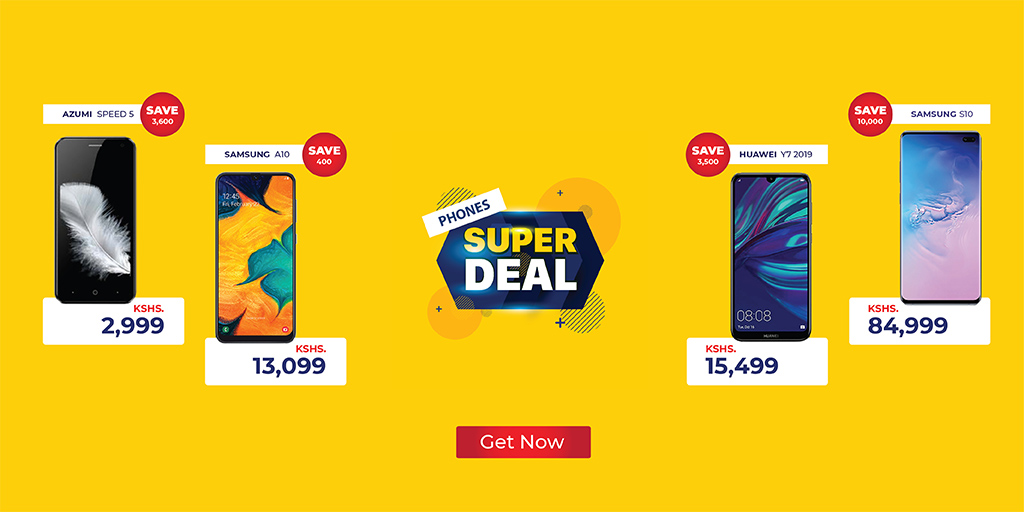 AZUMI SPEED 5
SAVE
3,600
KSHS.
2,999
SAMSUNG A10
SAVE
400
12:45
Fri, February 22
KSHS.
13,099
PHONES
SUPER
DEAL
SAVE
3,500
HUAWEI Y7 2019
08:08
HUAWEI
KSHS.
15,499
SAVE
10,000
SAMSUNG S10
KSHS.
84,999
Get Now